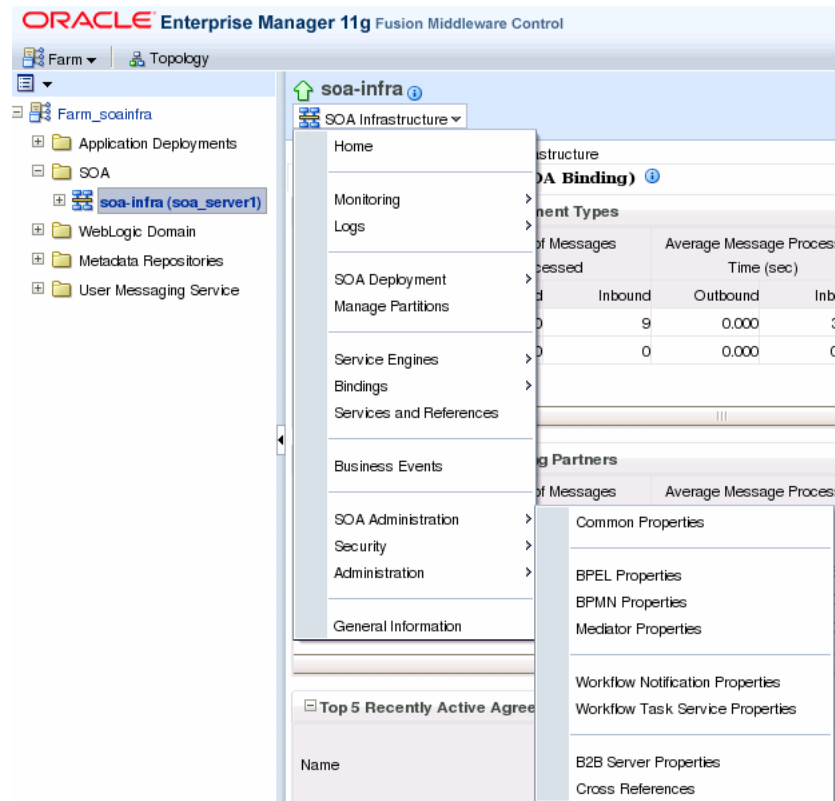 ORACLE Enterprise Manager 11g Fusion Middleware Control
Farm Topology
Farm_soainfra
Application Deployments
SOA
soa-infra (soa_server1)
WebLogic Domain
Metadata Repositories
User Messaging Service
soa-infra
SOA Infrastructure
Home
Monitoring
Logs
SOA Deployment
Manage Partitions
Service Engines
Bindings
Services and References
Business Events
SOA Administration
Security
Administration
General Information
Binding)
Types
Messages Average Message
Time (sec)
Inbound Outbound
9 0.000
0 0.000
Partners
Messages Average Message
Common Properties
BPEL Properties
BPMN Properties
Mediator Properties
Workflow Notification Properties
Workflow Task Service Properties
B2B Server Properties
Cross References
Top 5 Recently Active
Name